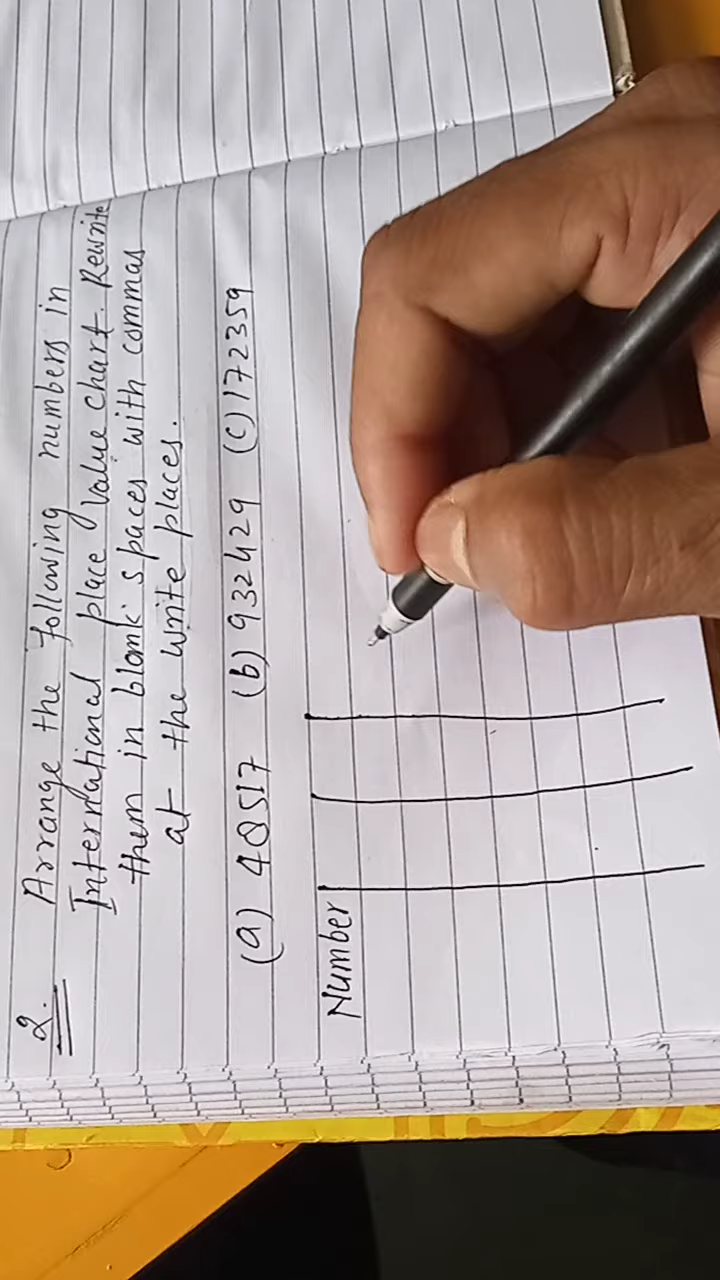 2. Arrange the following numbers in
International place value chart. Rewrite
them in blank spaces with commas
at the write places.
(a) 48517 (b) 932429 (c) 172359
Number